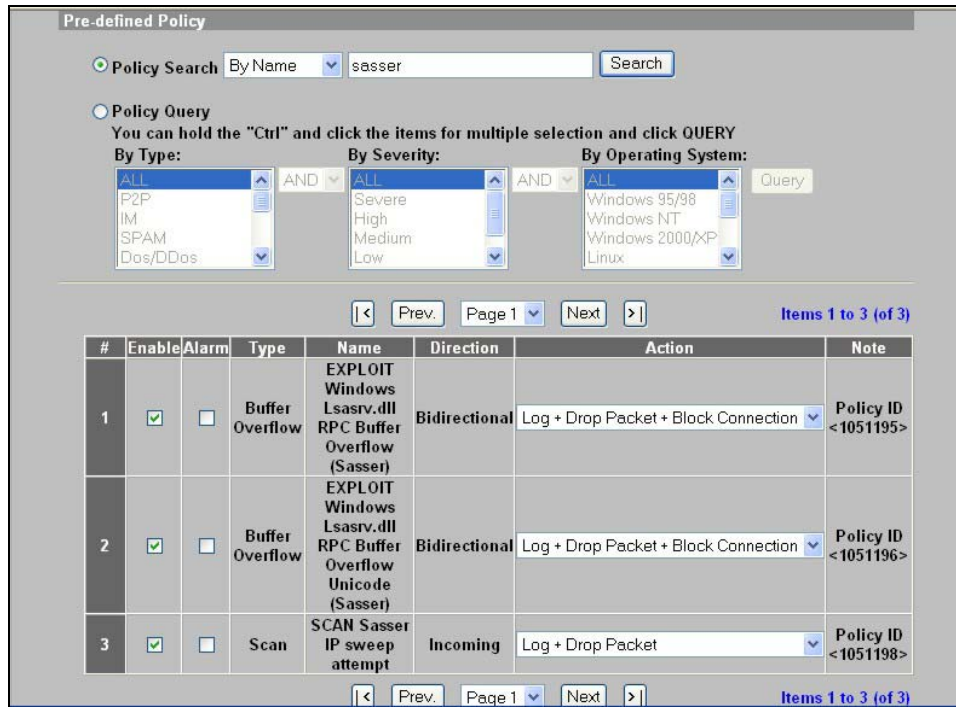 Pre-defined Policy
Policy Search By Name sasser Search
Policy Query
You can hold the "Ctrl" and click the items for multiple selection and click QUERY
By Type: By Severity: By Operating System:
ALL AND ALL AND ALL Query
P2P Severe Windows 95/98
IM High Windows NT
SPAM Medium Windows 2000/XP
Dos/DDos Low Linux
|< Prev. Page 1 Next >| Items 1 to 3 (of 3)
# Enable Alarm Type Name Direction Action Note
1 Buffer Overflow EXPLOIT Windows Lsasrv.dll RPC Buffer Overflow (Sasser) Bidirectional Log + Drop Packet + Block Connection Policy ID <1051195>
2 Buffer Overflow EXPLOIT Windows Lsasrv.dll RPC Buffer Overflow Unicode (Sasser) Bidirectional Log + Drop Packet + Block Connection Policy ID <1051196>
3 Scan SCAN Sasser IP sweep attempt Incoming Log + Drop Packet Policy ID <1051198>
|< Prev. Page 1 Next >| Items 1 to 3 (of 3)